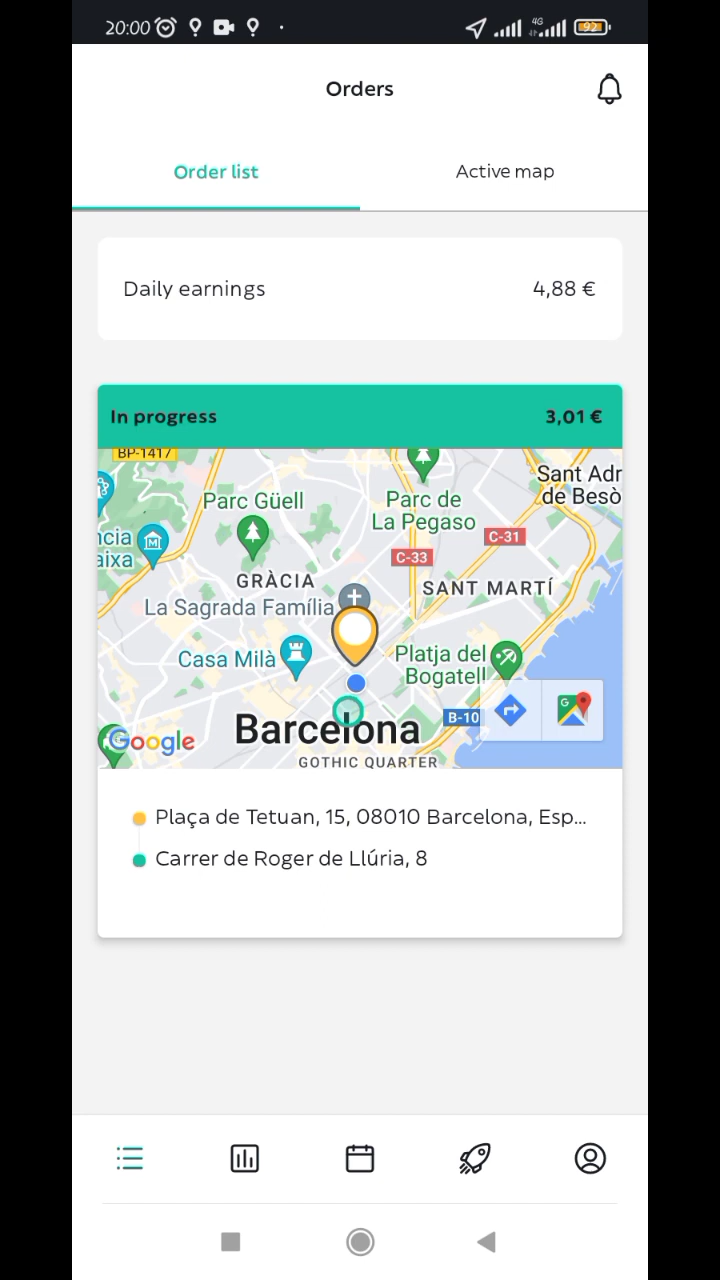 20:00
4G
92
Orders
Order list
Active map
Daily earnings
4,88 €
In progress
3,01 €
BP-1417
Sant Adr
de Besò
Parc Güell
Parc de
La Pegaso
ncia
aixa
C-31
C-33
GRÀCIA
SANT MARTÍ
La Sagrada Família
Casa Milà
Platja del
Bogatell
B-10
Barcelona
Google
GOTHIC QUARTER
Plaça de Tetuan, 15, 08010 Barcelona, Esp...
Carrer de Roger de Llúria, 8